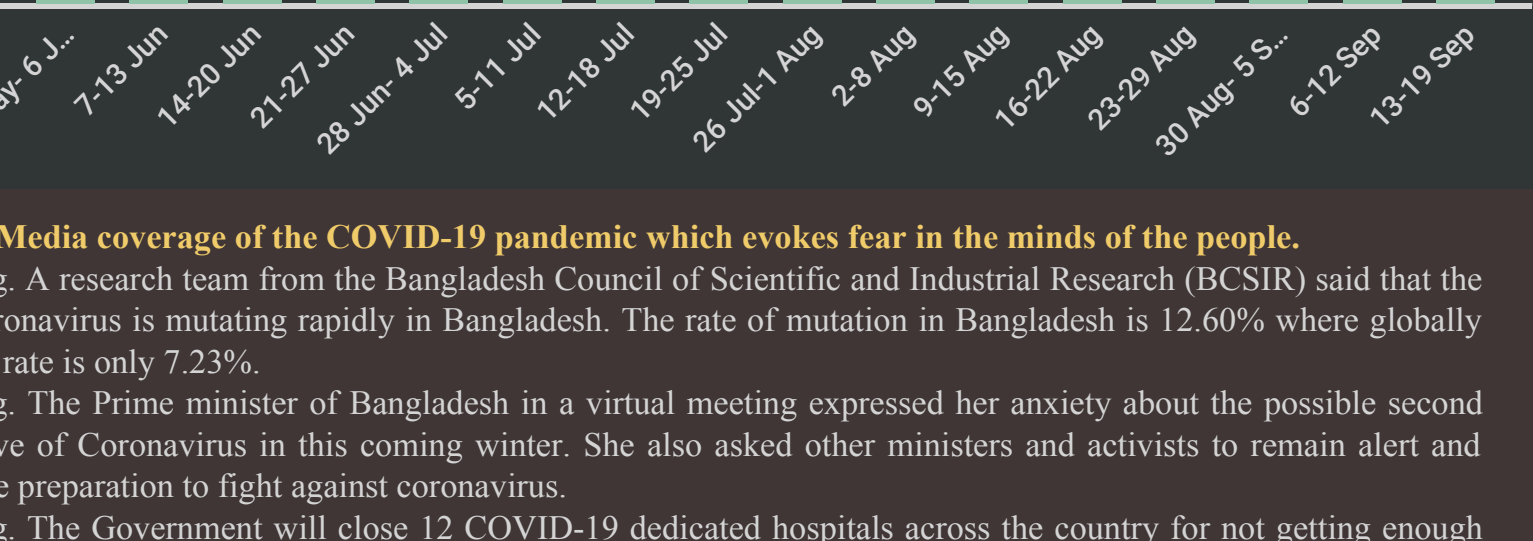 6 J...
7-13 Jun
14-20 Jun
21-27 Jun
28 Jun- 4 Jul
5-11 Jul
12-18 Jul
19-25 Jul
26 Jul-1 Aug
2-8 Aug
9-15 Aug
16-22 Aug
23-29 Aug
30 Aug- 5 S...
6-12 Sep
13-19 Sep
Media coverage of the COVID-19 pandemic which evokes fear in the minds of the people.
A research team from the Bangladesh Council of Scientific and Industrial Research (BCSIR) said that the
is mutating rapidly in Bangladesh. The rate of mutation in Bangladesh is 12.60% where globally
rate is only 7.23%.
The Prime minister of Bangladesh in a virtual meeting expressed her anxiety about the possible second
of Coronavirus in this coming winter. She also asked other ministers and activists to remain alert and
preparation to fight against coronavirus.
The Government will close 12 COVID-19 dedicated hospitals across the country for not getting enough